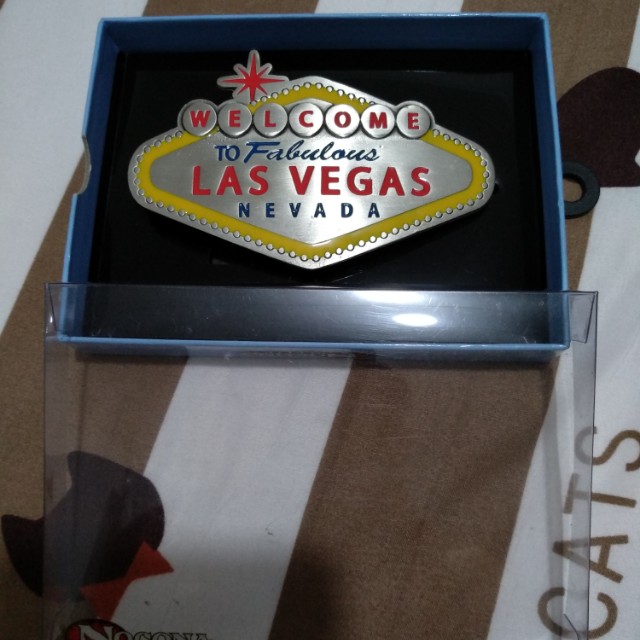 WELCOME
TO Fabulous
LAS VEGAS
NEVADA
CATS